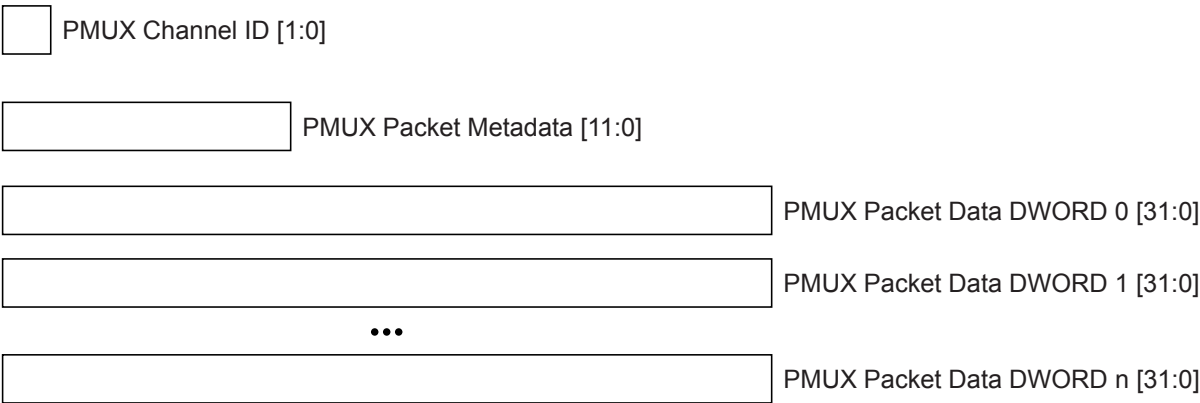 PMUX Channel ID [1:0]
PMUX Packet Metadata [11:0]
PMUX Packet Data DWORD 0 [31:0]
PMUX Packet Data DWORD 1 [31:0]
•••
PMUX Packet Data DWORD n [31:0]